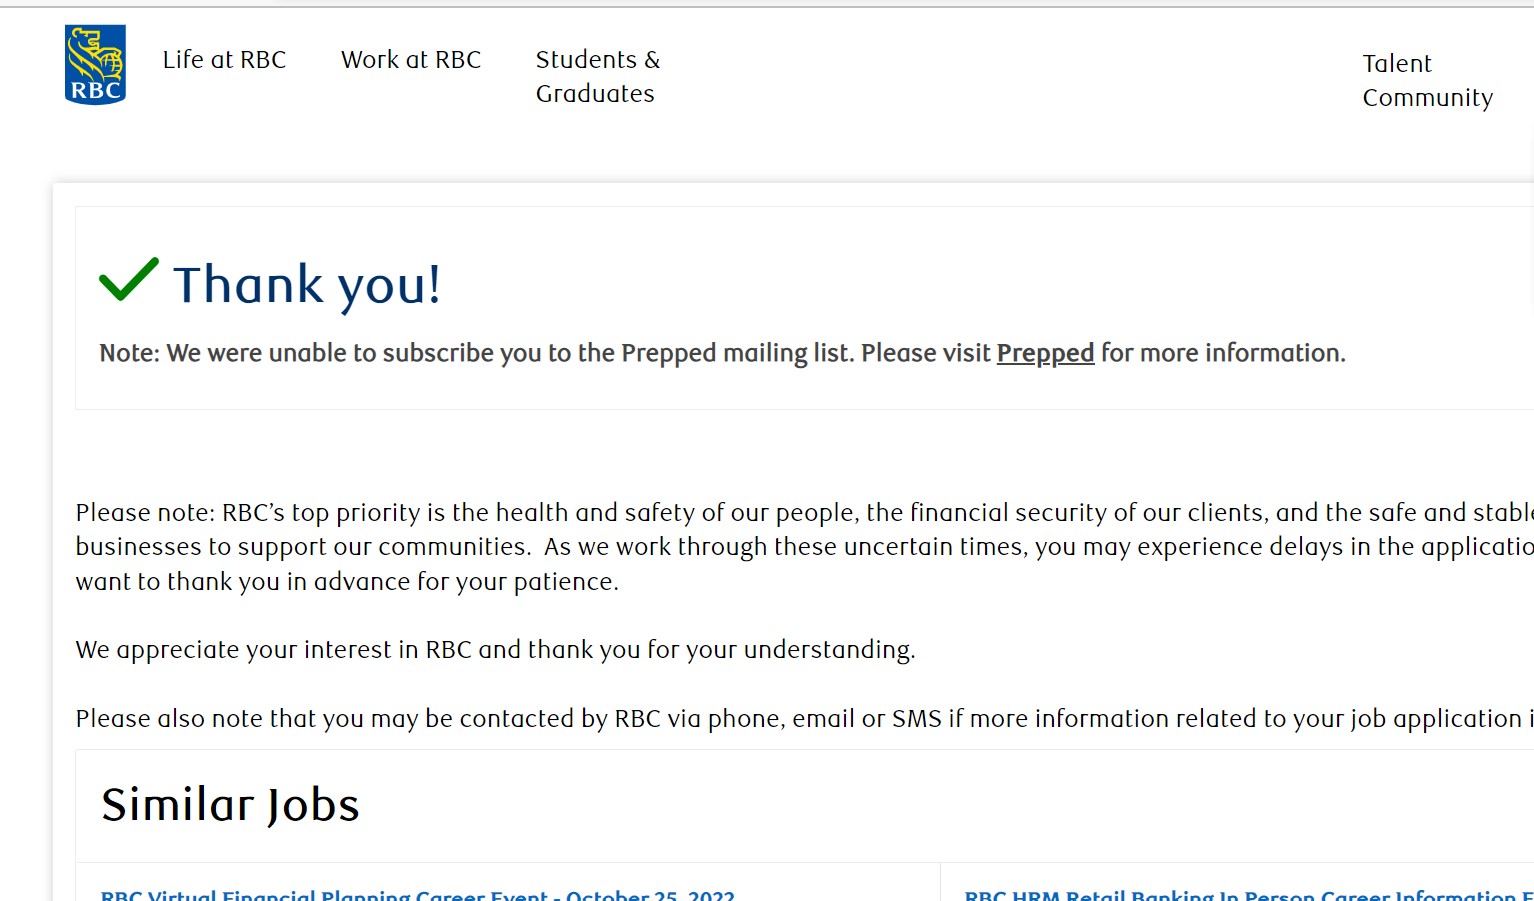 RBC
Life at RBC
Work at RBC
Students &
Graduates
Talent
Community
Thank you!
Note: We were unable to subscribe you to the Prepped mailing list. Please visit Prepped for more information.
Please note: RBC’s top priority is the health and safety of our people, the financial security of our clients, and the safe and stable
businesses to support our communities.  As we work through these uncertain times, you may experience delays in the applicatio
want to thank you in advance for your patience.
We appreciate your interest in RBC and thank you for your understanding.
Please also note that you may be contacted by RBC via phone, email or SMS if more information related to your job application i
Similar Jobs
RBC Virtual Financial Planning Career Event - October 25, 2022
RBC HRM Retail Banking In Person Career Information E